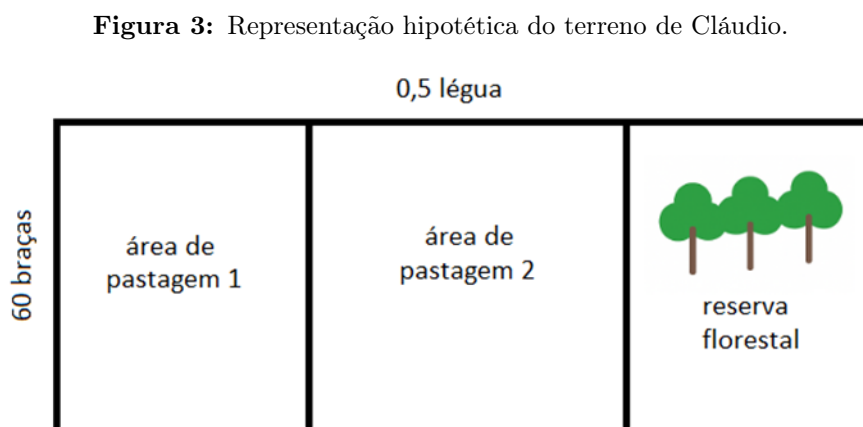 Figura 3: Representação hipotética do terreno de Cláudio.
0,5 légua
60 braças
área de
pastagem 1
área de
pastagem 2
reserva
florestal